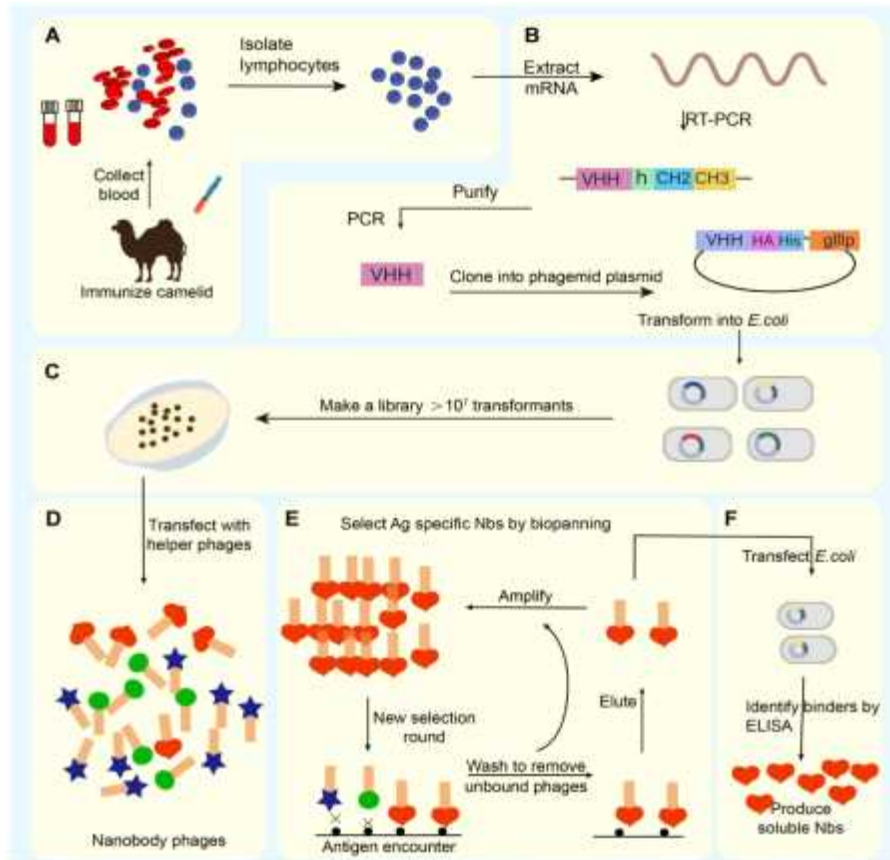 A
Isolate
lymphocytes
Collect
blood
Immunize camelid
B
Extract
mRNA
RT-PCR
VHH h CH2 CH3
Purify
PCR
VHH
Clone into phagemid plasmid
VHH HA His gIIIp
Transform into E.coli
C
Make a library >10⁷ transformants
D
Transfect with
helper phages
Nanobody phages
E
Select Ag specific Nbs by biopanning
Amplify
New selection
round
Elute
Wash to remove
unbound phages
Antigen encounter
F
Transfect E.coli
Identify binders by
ELISA
Produce
soluble Nbs